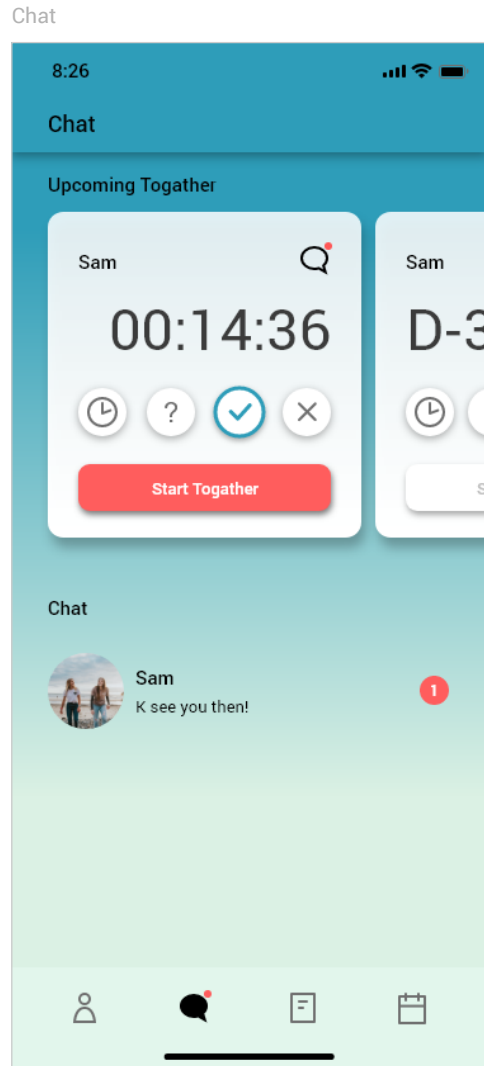 Chat
8:26
Chat
Upcoming Togather
Sam
00:14:36
?
Start Togather
Sam
D-3
S
Chat
Sam
K see you then!
1